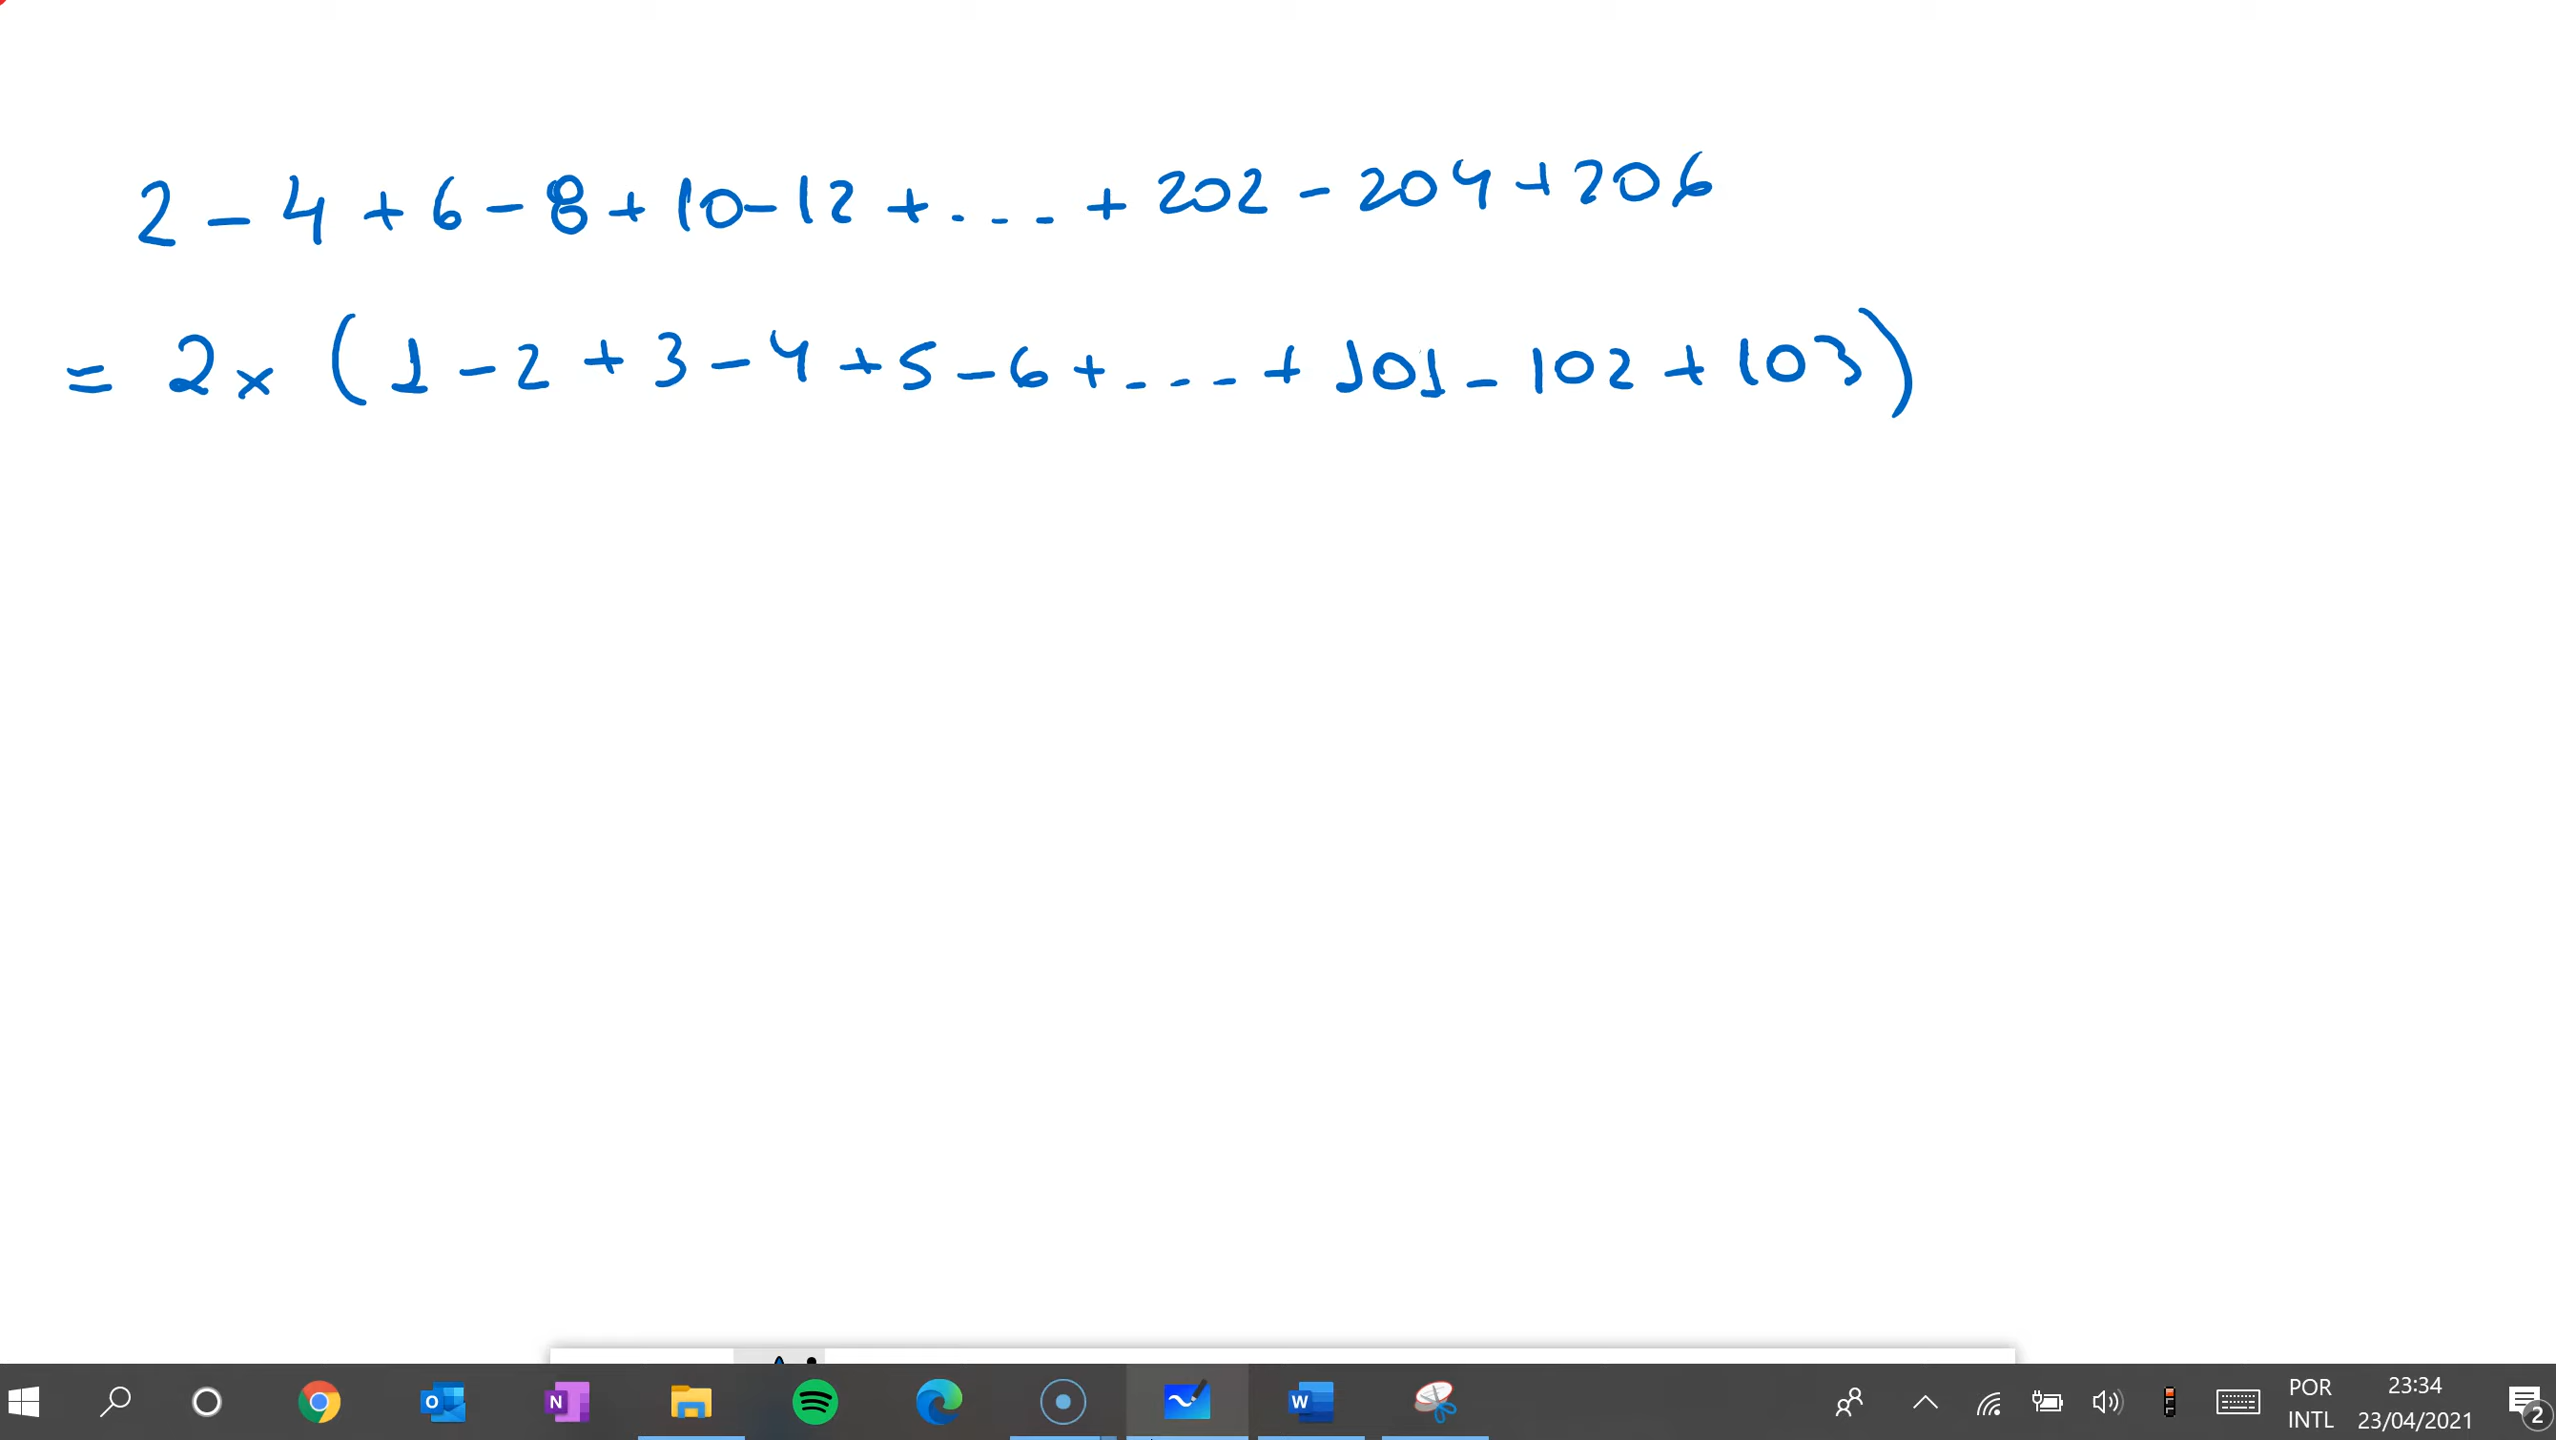 2 - 4 + 6 - 8 + 10 - 12 + ... + 202 - 204 + 206
= 2 × (1 - 2 + 3 - 4 + 5 - 6 + ... + 101 - 102 + 103)
POR 23:34
INTL 23/04/2021 2